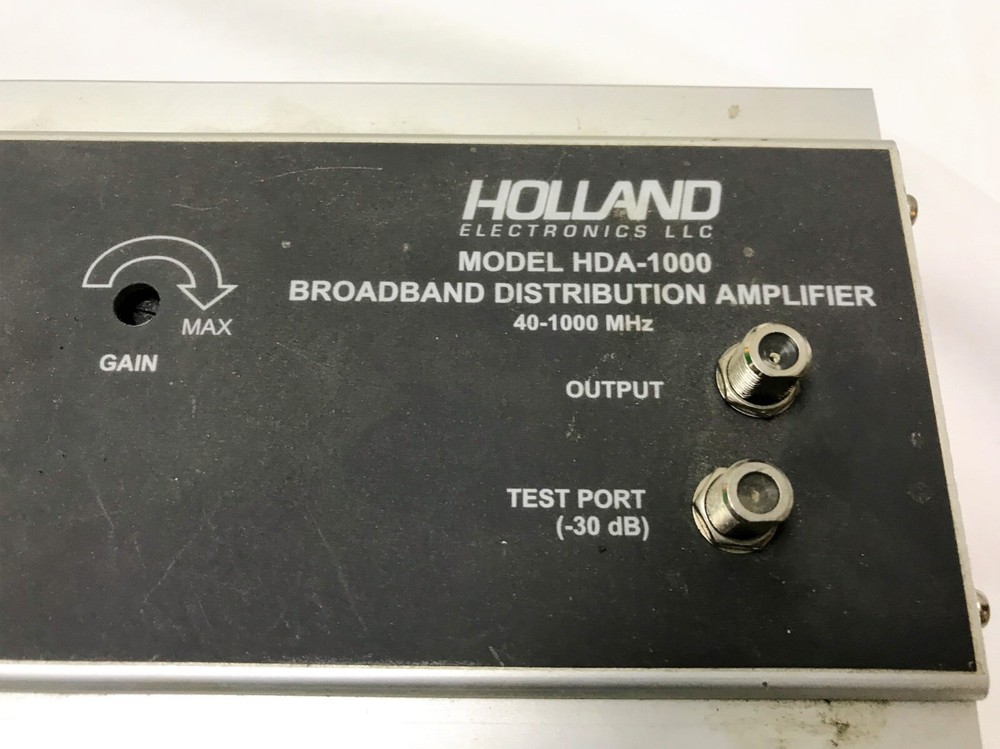 HOLLAND
ELECTRONICS LLC
MODEL HDA-1000
BROADBAND DISTRIBUTION AMPLIFIER
40-1000 MHz
MAX
GAIN
OUTPUT
TEST PORT
(-30 dB)